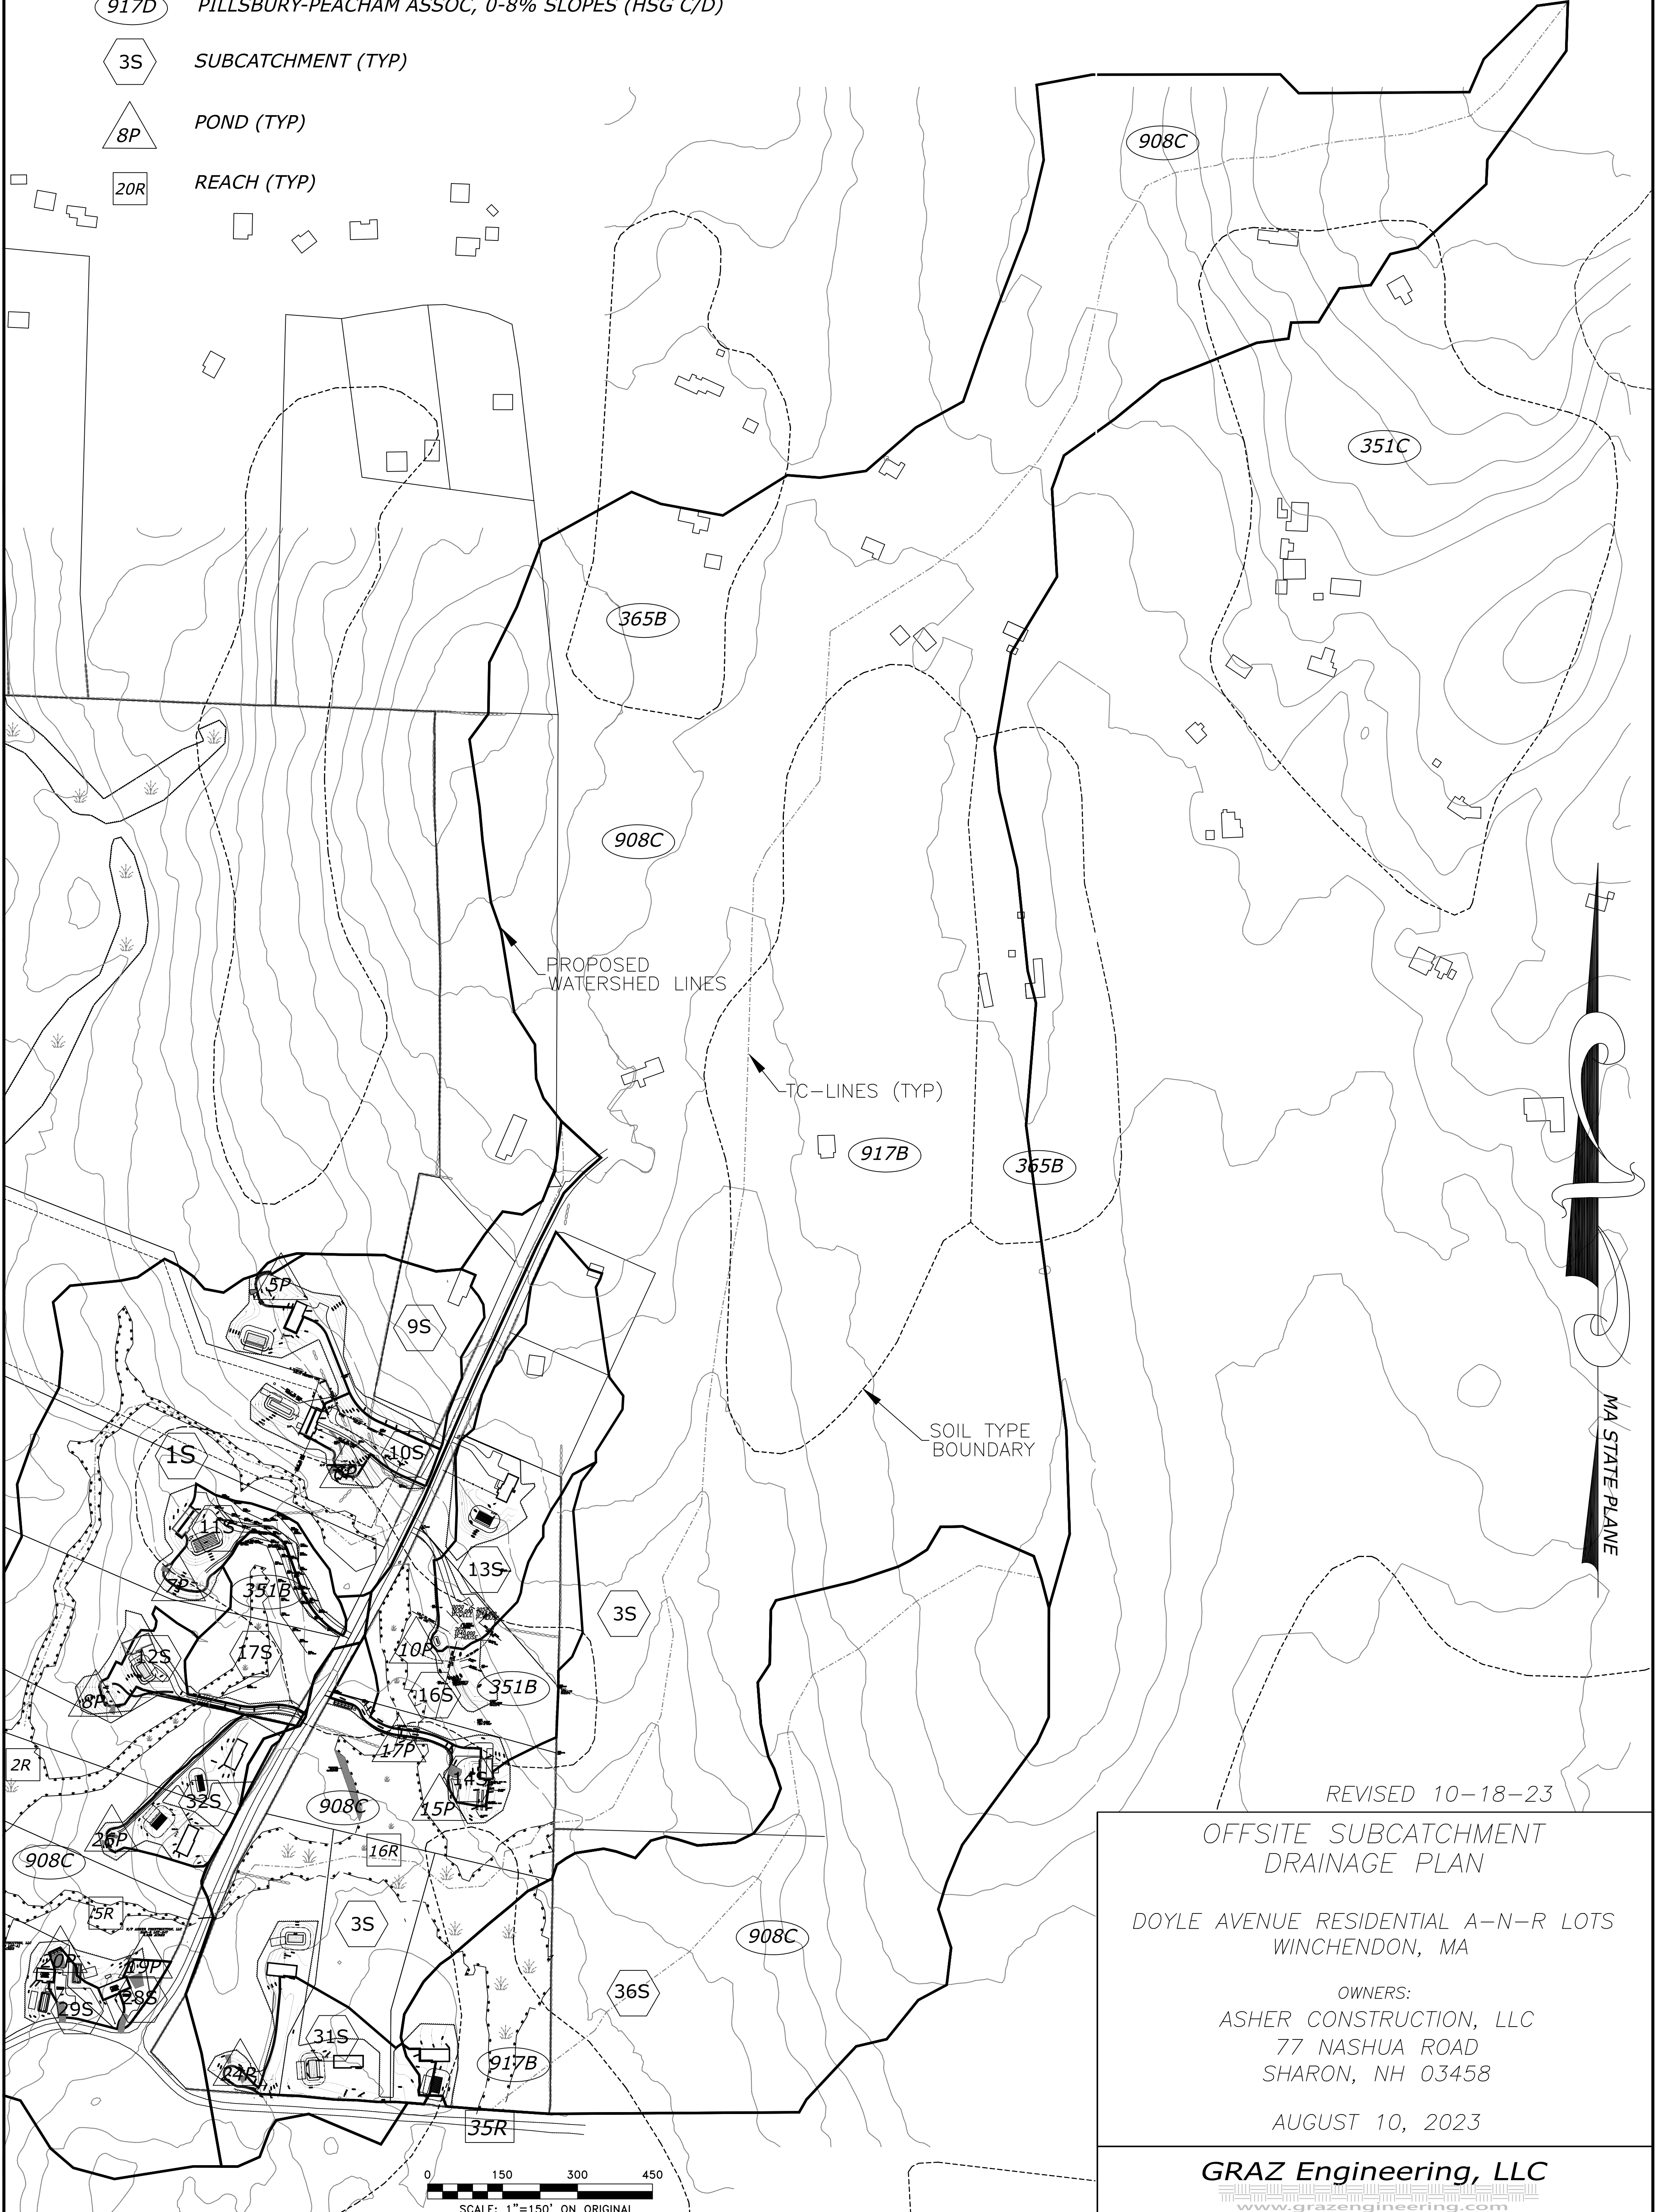 917D PILLSBURY-PEACHAM ASSOC, 0-8% SLOPES (HSG C/D)
3S SUBCATCHMENT (TYP)
8P POND (TYP)
20R REACH (TYP)
908C
351C
365B
908C
PROPOSED
WATERSHED LINES
TC-LINES (TYP)
917B
365B
5P
9S
SOIL TYPE
BOUNDARY
MA STATE PLANE
10S
1S
11S
13S
7P
351B
3S
10P
12S
17S
16S
351B
8P
17P
2R
14S
32S
908C
15P
26P
16R
908C
5R
3S
908C
19P
36S
28S
29S
31S
917B
24R
35R
0 150 300 450
SCALE: 1"=150' ON ORIGINAL
REVISED 10-18-23
OFFSITE SUBCATCHMENT
DRAINAGE PLAN
DOYLE AVENUE RESIDENTIAL A-N-R LOTS
WINCHENDON, MA
OWNERS:
ASHER CONSTRUCTION, LLC
77 NASHUA ROAD
SHARON, NH 03458
AUGUST 10, 2023
GRAZ Engineering, LLC
www.grazengineering.com